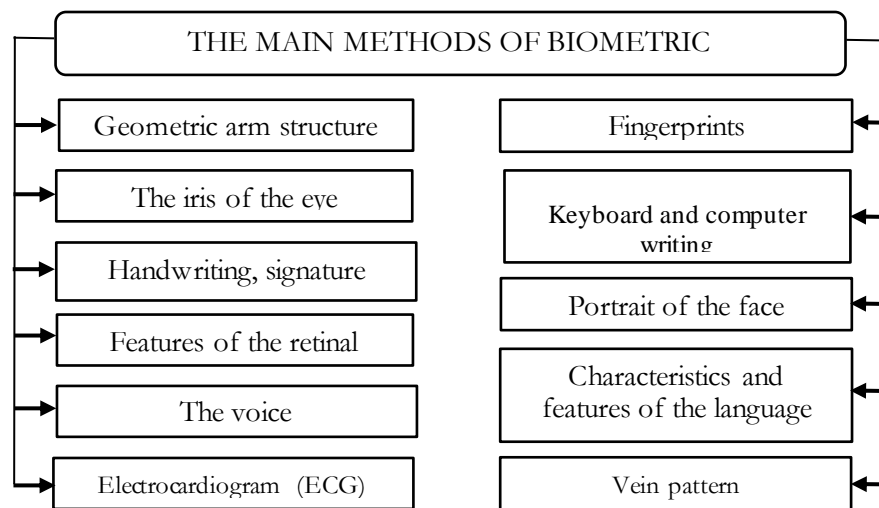 THE MAIN METHODS OF BIOMETRIC
Geometric arm structure
The iris of the eye
Handwriting, signature
Features of the retinal
The voice
Electrocardiogram (ECG)
Fingerprints
Keyboard and computer
writing
Portrait of the face
Characteristics and
features of the language
Vein pattern